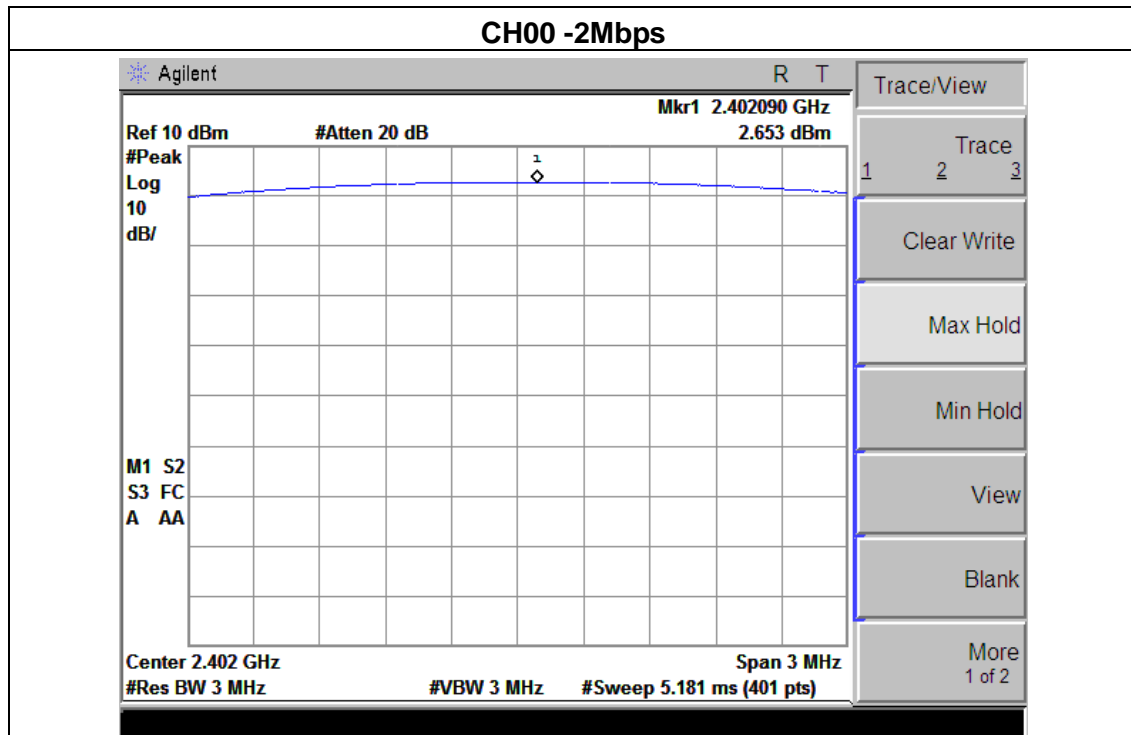 CH00 -2Mbps
Agilent R T
Mkr1 2.402090 GHz
Ref 10 dBm #Atten 20 dB 2.653 dBm
#Peak
Log
10
dB/
1
M1 S2
S3 FC
A AA
Center 2.402 GHz Span 3 MHz
#Res BW 3 MHz #VBW 3 MHz #Sweep 5.181 ms (401 pts)
Trace/View
Trace
1 2 3
Clear Write
Max Hold
Min Hold
View
Blank
More
1 of 2